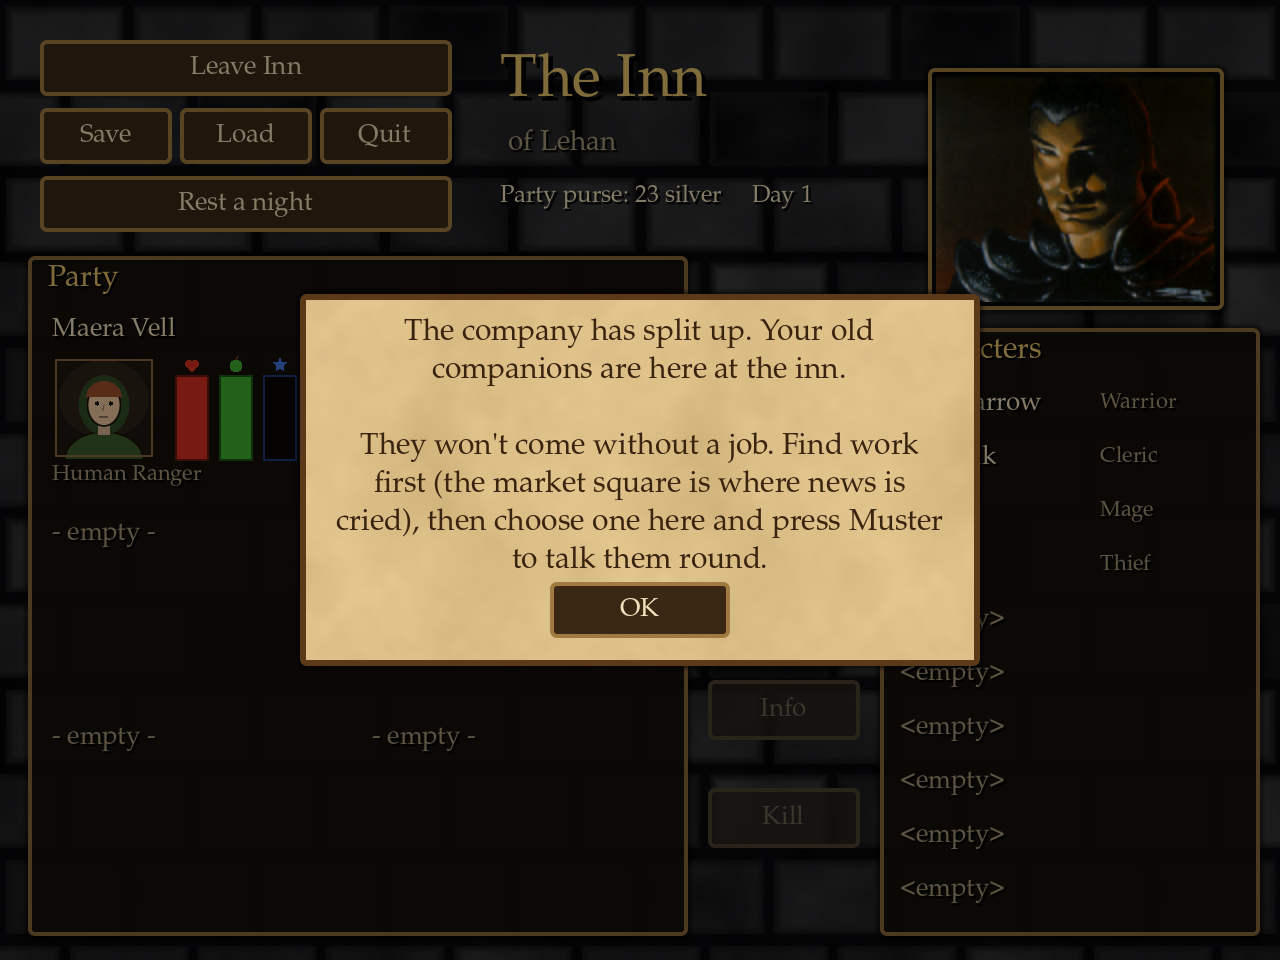 Leave Inn
Save
Load
Quit
Rest a night
The Inn
of Lehan
Party purse: 23 silver
Day 1
Party
Maera Vell
Human Ranger
- empty -
- empty -
- empty -
The company has split up. Your old
companions are here at the inn.
They won't come without a job. Find work
first (the market square is where news is
cried), then choose one here and press Muster
to talk them round.
OK
Info
Kill
Warrior
Cleric
Mage
Thief
<empty>
<empty>
<empty>
<empty>
<empty>